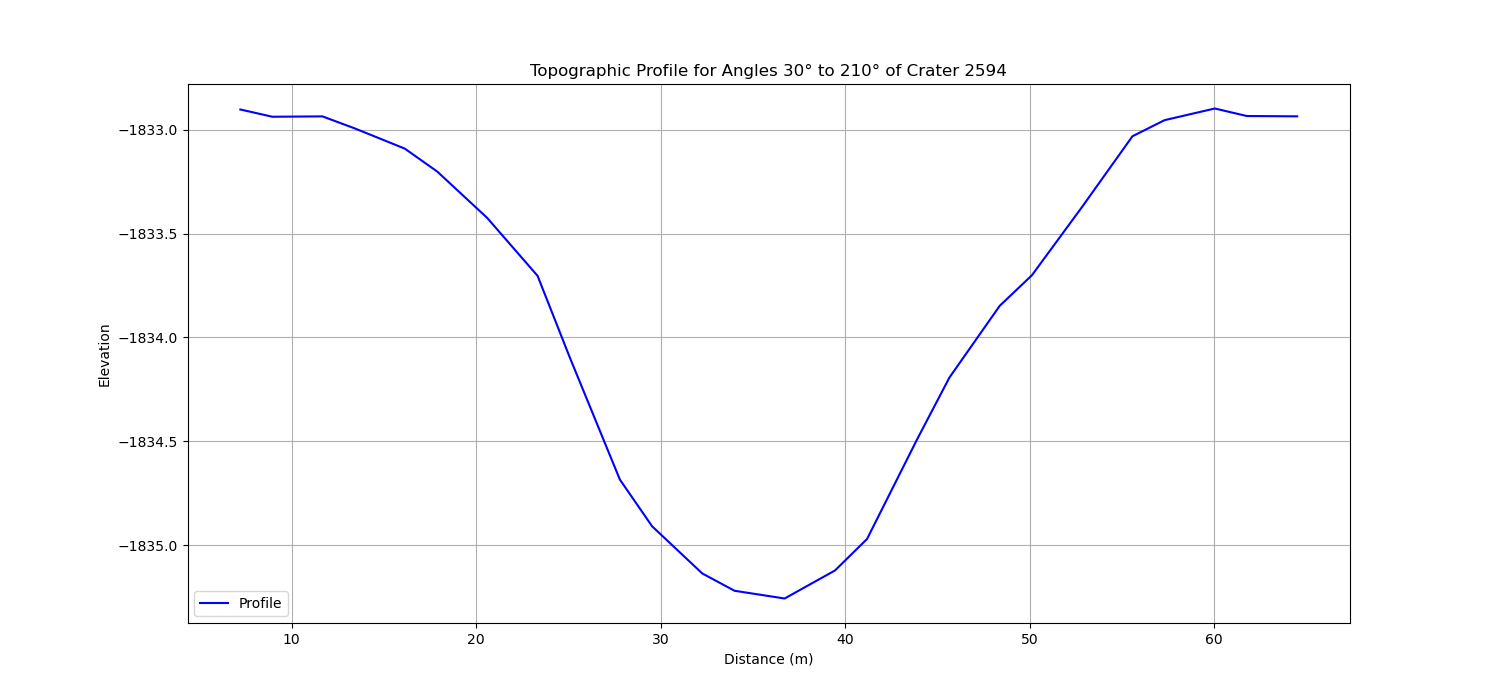 Topographic Profile for Angles 30° to 210° of Crater 2594
−1833.0
−1833.5
−1834.0
−1834.5
−1835.0
Elevation
Profile
10 20 30 40 50 60
Distance (m)